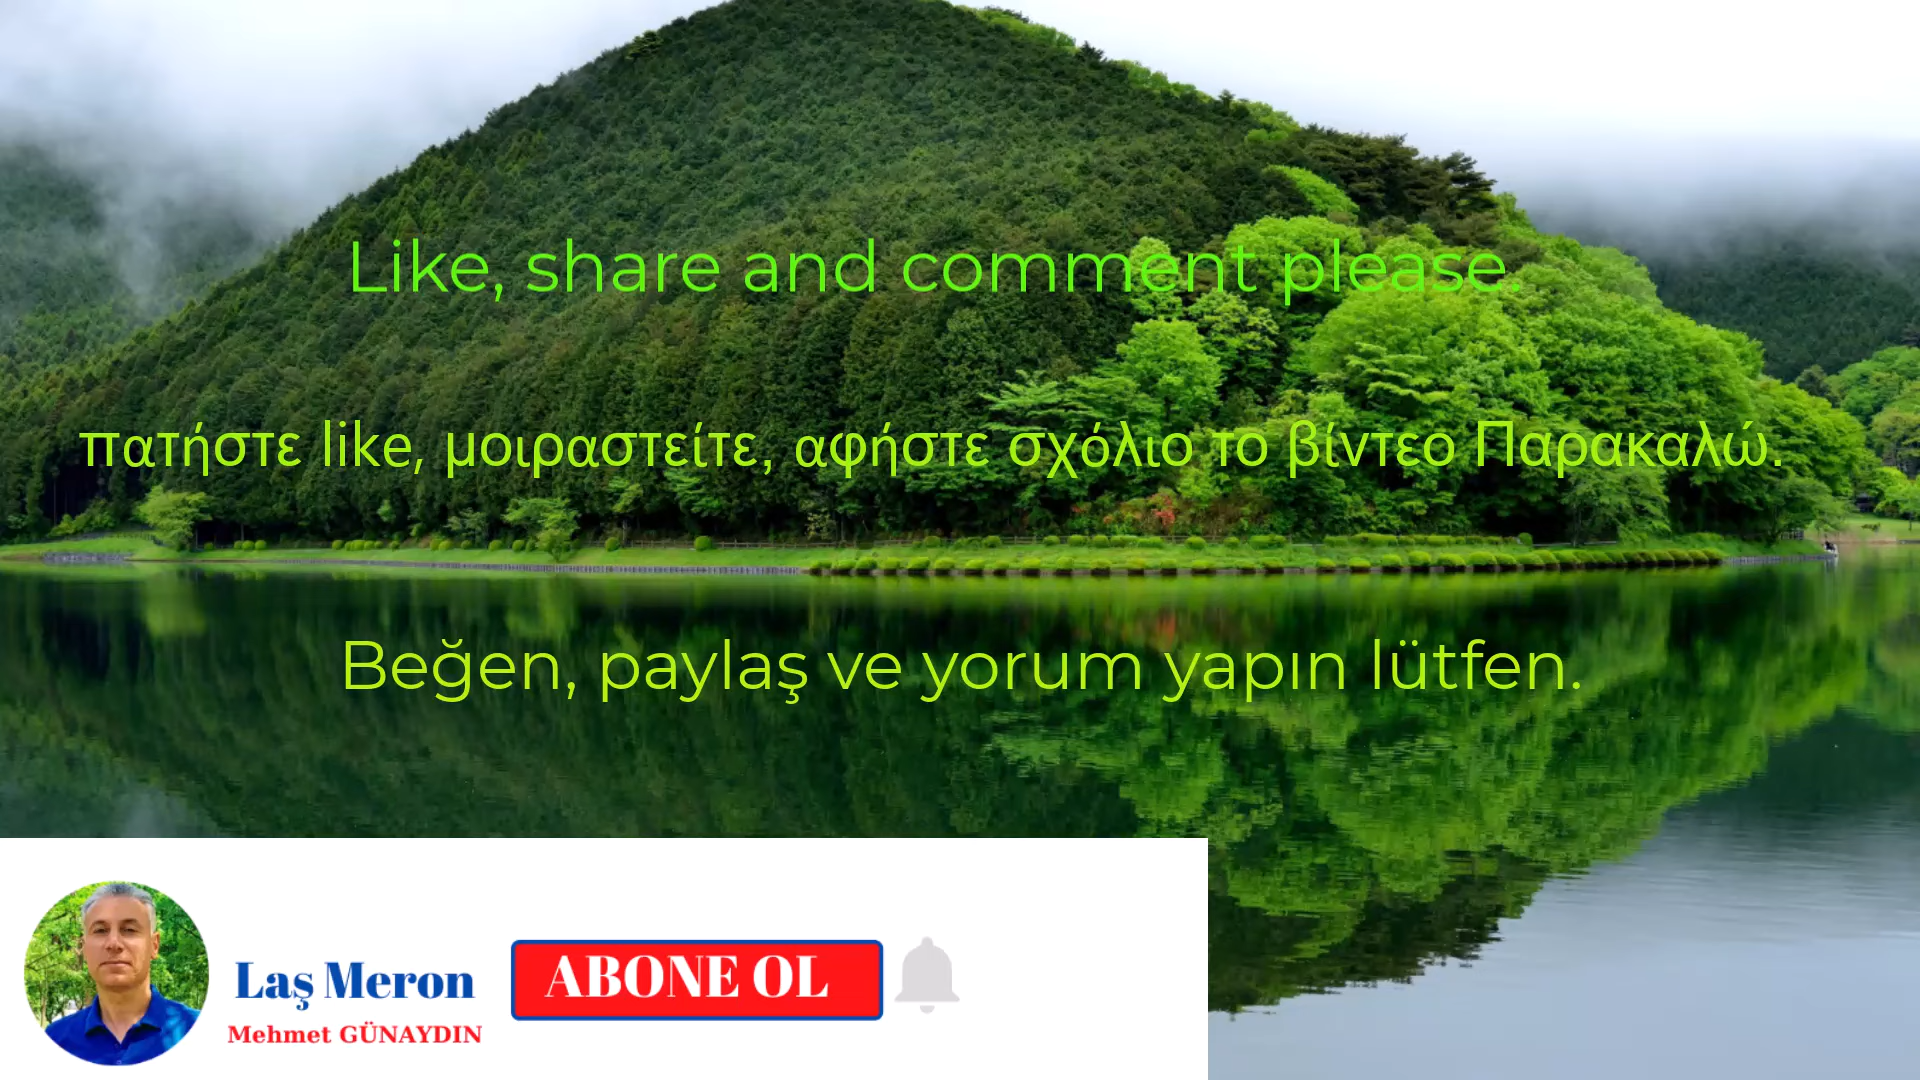 Like, share and comment please.
πατήστε like, μοιραστείτε, αφήστε σχόλιο το βίντεο Παρακαλώ.
Beğen, paylaş ve yorum yapın lütfen.
Laş Meron
Mehmet GÜNAYDIN
ABONE OL